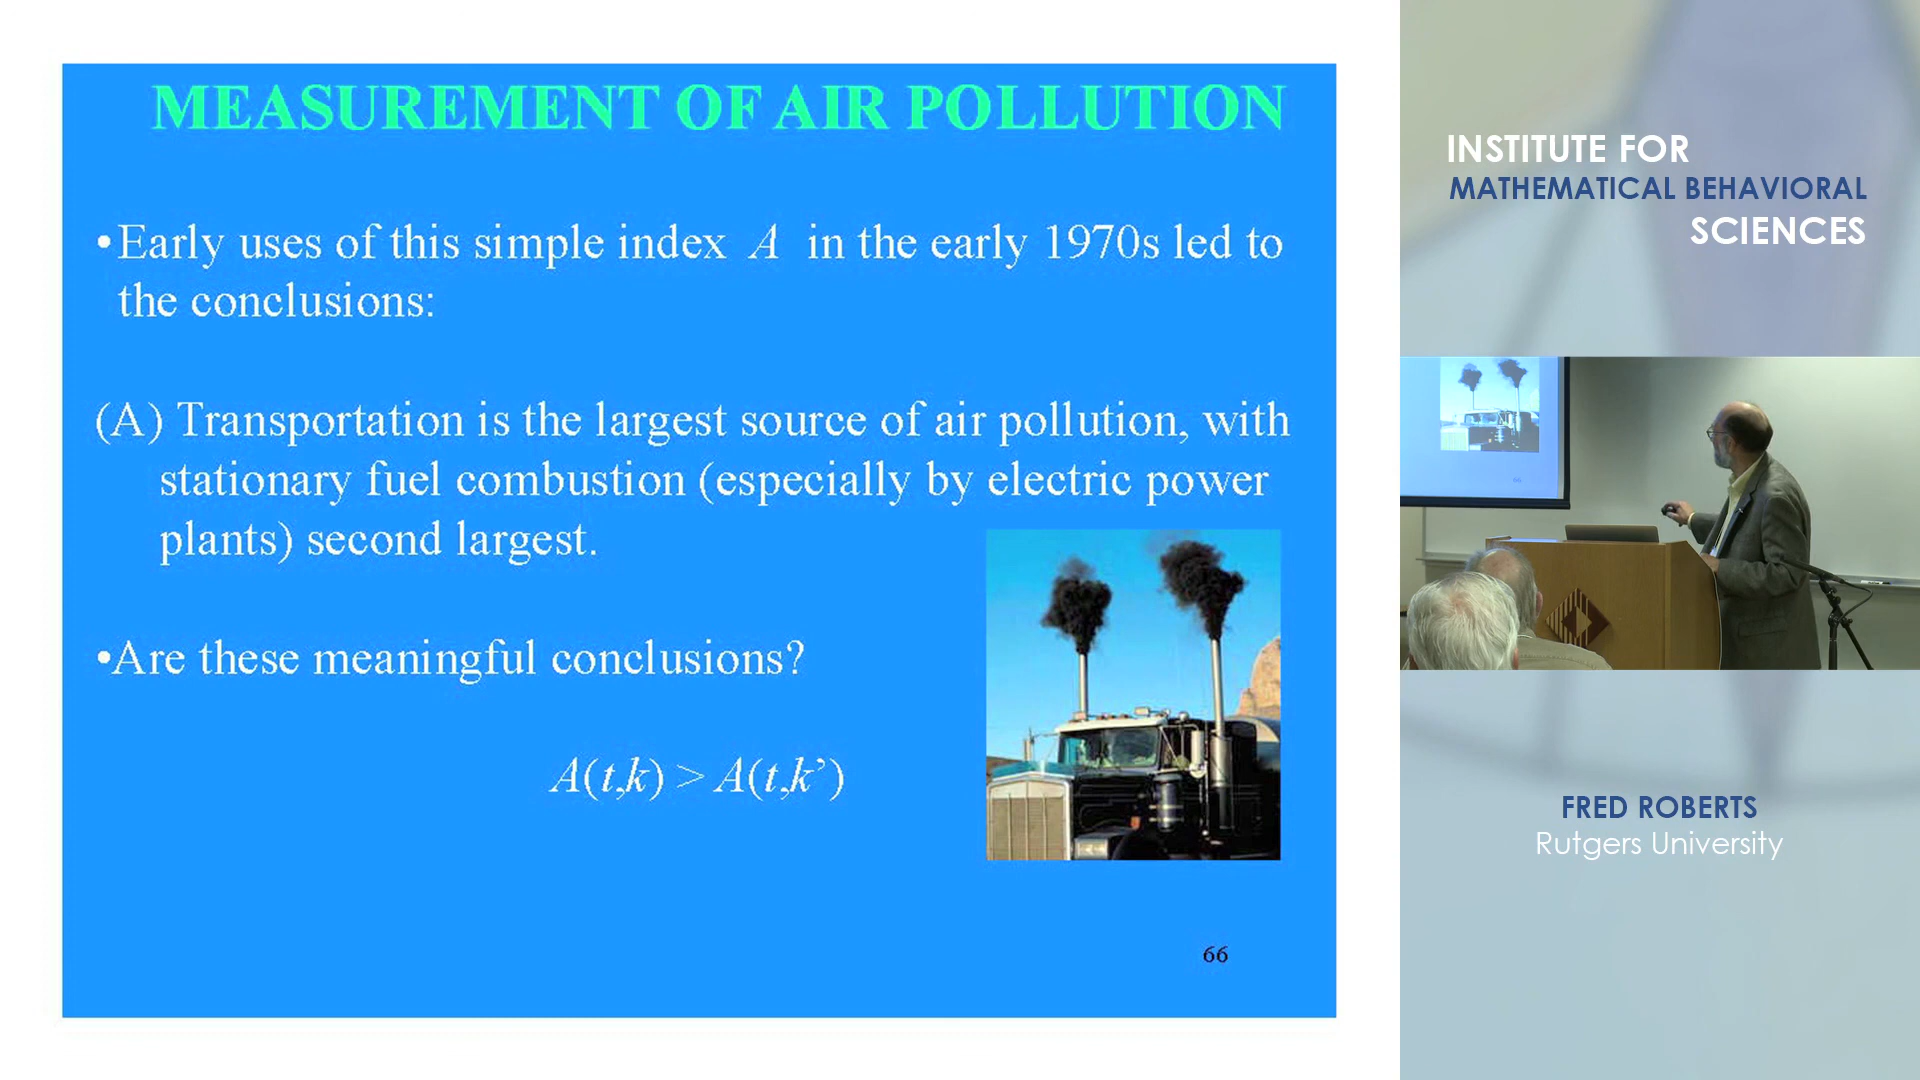 MEASUREMENT OF AIR POLLUTION
•Early uses of this simple index A in the early 1970s led to
the conclusions:
(A) Transportation is the largest source of air pollution, with
stationary fuel combustion (especially by electric power
plants) second largest.
•Are these meaningful conclusions?
A(t,k) > A(t,k’)
66
INSTITUTE FOR
MATHEMATICAL BEHAVIORAL
SCIENCES
FRED ROBERTS
Rutgers University